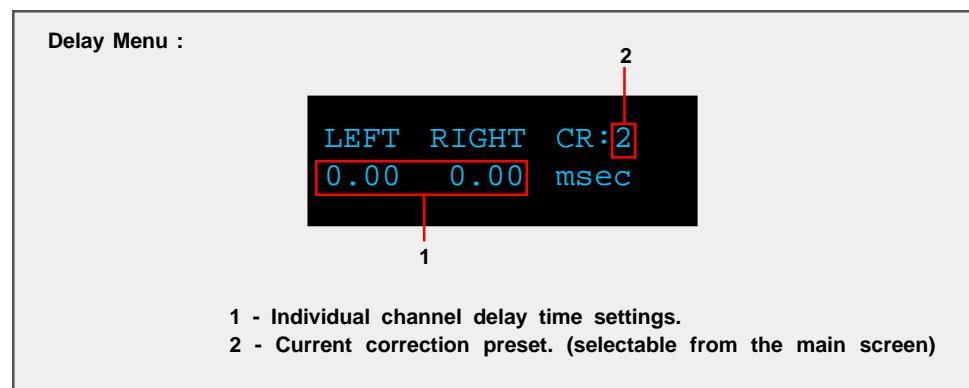 Delay Menu :
2
LEFT RIGHT CR:2
0.00 0.00 msec
1
1 - Individual channel delay time settings.
2 - Current correction preset. (selectable from the main screen)